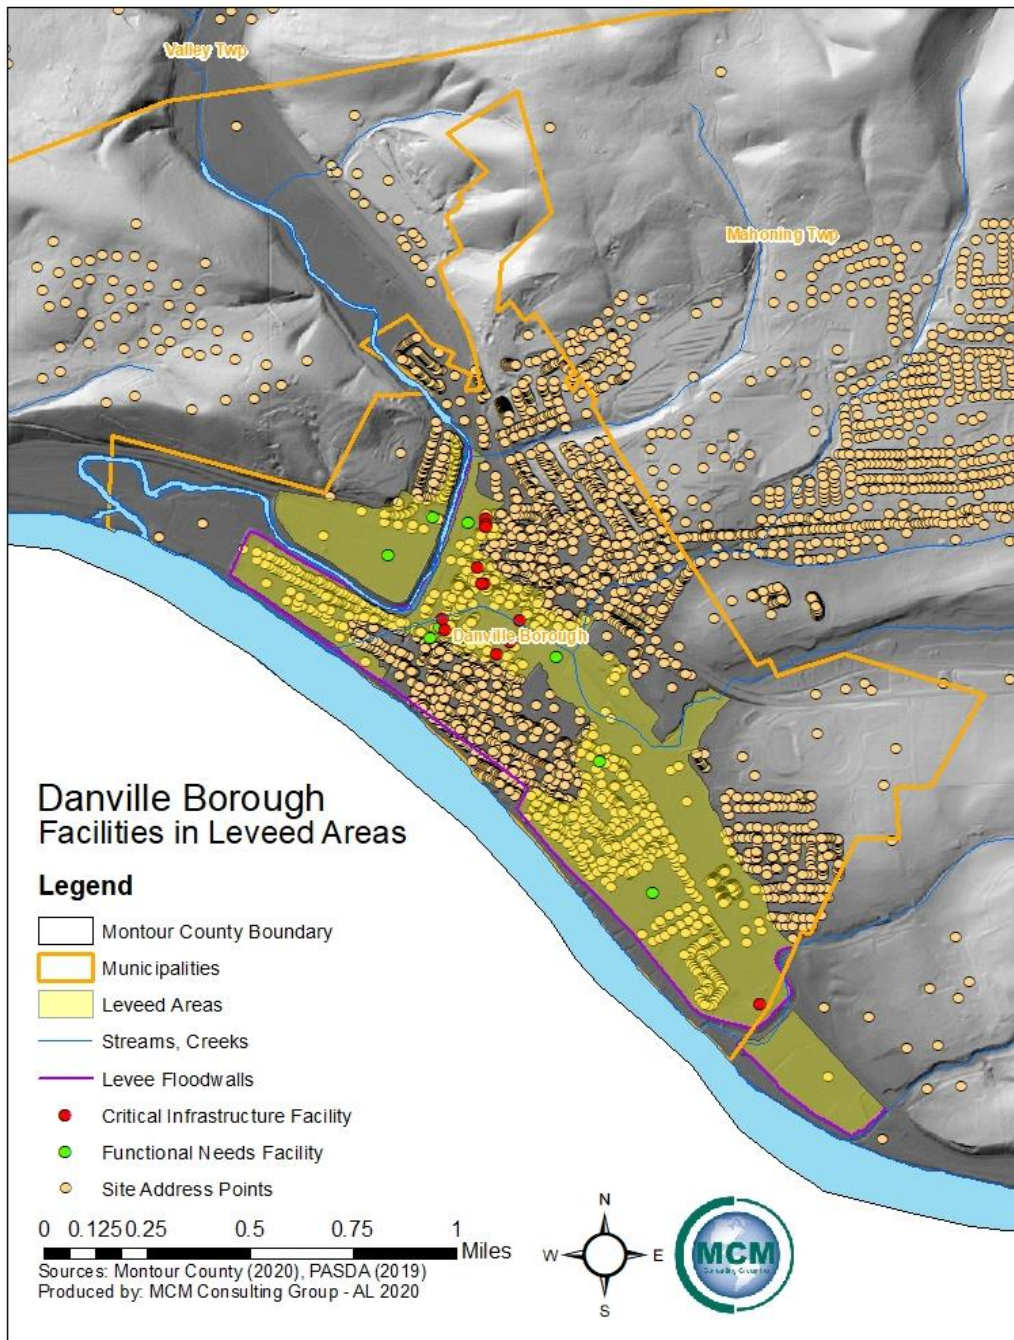 Valley Twp
Mahoning Twp
Danville Borough
Danville Borough
Facilities in Leveed Areas
Legend
Montour County Boundary
Municipalities
Leveed Areas
Streams, Creeks
Levee Floodwalls
Critical Infrastructure Facility
Functional Needs Facility
Site Address Points
0 0.125 0.25 0.5 0.75 1
Miles
Sources: Montour County (2020), PASDA (2019)
Produced by: MCM Consulting Group - AL 2020
N
W E
S
MCM
Consulting Group Inc.